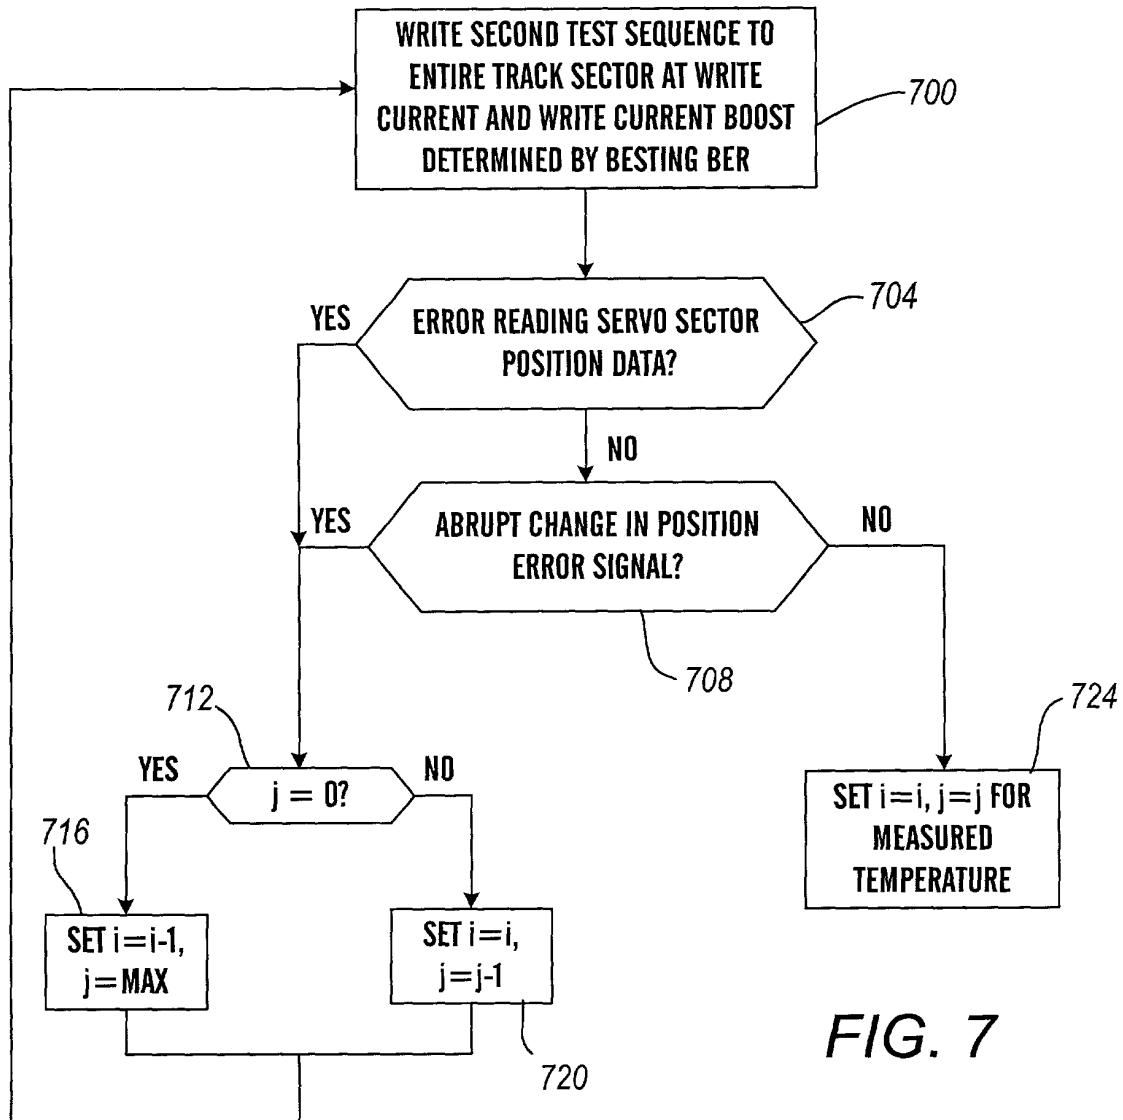 WRITE SECOND TEST SEQUENCE TO
ENTIRE TRACK SECTOR AT WRITE
CURRENT AND WRITE CURRENT BOOST
DETERMINED BY BESTING BER
700
704
YES
ERROR READING SERVO SECTOR
POSITION DATA?
NO
YES
ABRUPT CHANGE IN POSITION
ERROR SIGNAL?
NO
708
712
724
YES
j = 0?
NO
SET i=i, j=j FOR
MEASURED
TEMPERATURE
716
SET i=i-1,
j=MAX
SET i=i,
j=j-1
720
FIG. 7